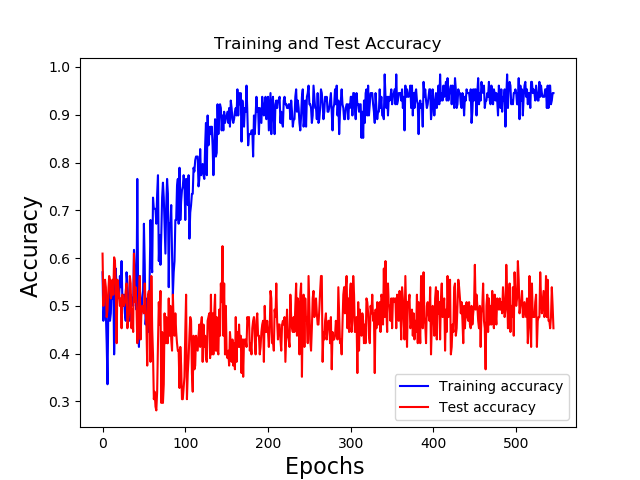 Training and Test Accuracy
1.0
0.9
0.8
0.7
0.6
0.5
0.4
0.3
Accuracy
Training accuracy
Test accuracy
0 100 200 300 400 500
Epochs